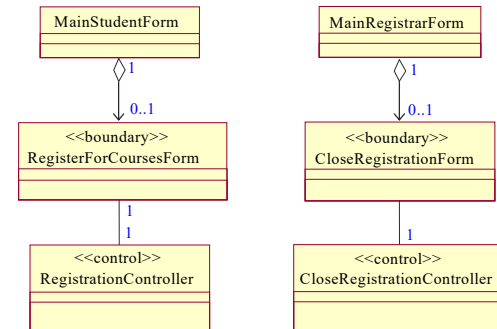 MainStudentForm
1
0..1
<<boundary>>
RegisterForCoursesForm
1
1
<<control>>
RegistrationController
MainRegistrarForm
1
0..1
<<boundary>>
CloseRegistrationForm
1
<<control>>
CloseRegistrationController